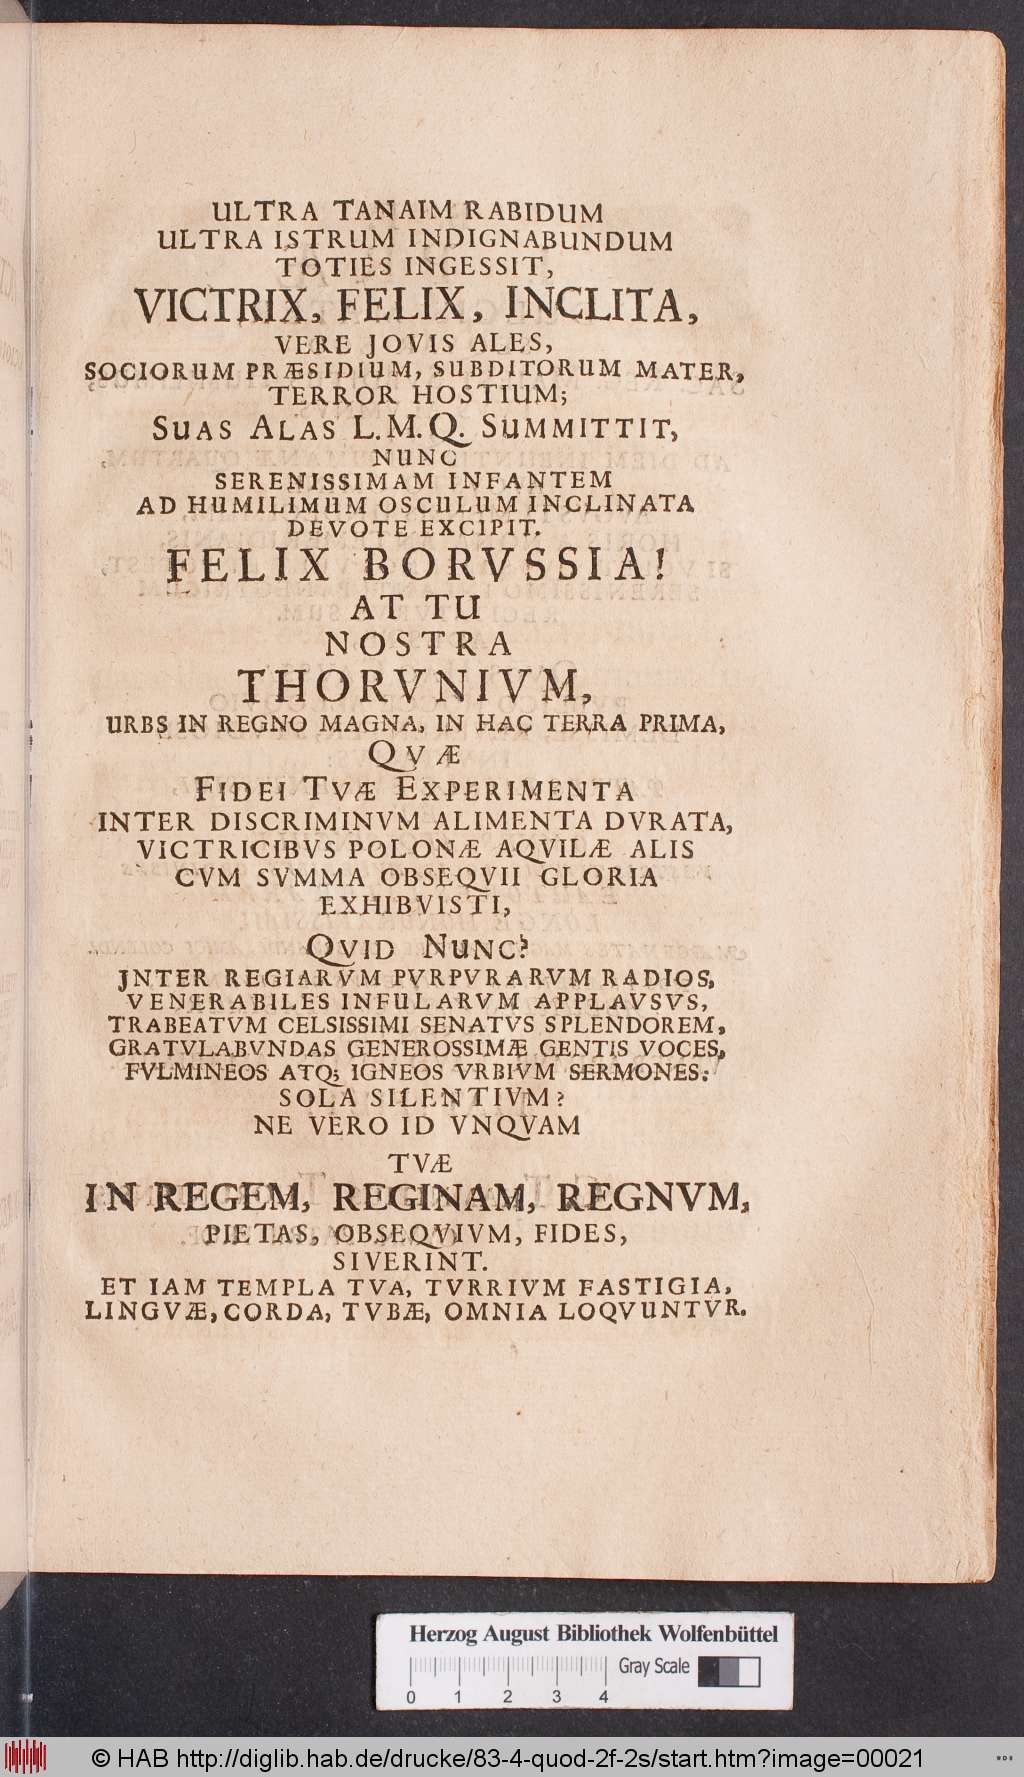 ULTRA TANAIM RABIDUM
ULTRA ISTRUM INDIGNABUNDUM
TOTIES INGESSIT,
VICTRIX, FELIX, INCLITA,
VERE JOVIS ALES,
SOCIORUM PRÆSIDIUM, SUBDITORUM MATER,
TERROR HOSTIUM;
SUAS ALAS L.M.Q. SUMMITTIT,
NUNC
SERENISSIMAM INFANTEM
AD HUMILIMUM OSCULUM INCLINATA
DEVOTE EXCIPIT.
FELIX BORVSSIA!
AT TU
NOSTRA
THORVNIVM,
URBS IN REGNO MAGNA, IN HAC TERRA PRIMA,
QVÆ
FIDEI TVÆ EXPERIMENTA
INTER DISCRIMINVM ALIMENTA DVRATA,
VICTRICIBVS POLONÆ AQVILÆ ALIS
CVM SVMMA OBSEQVII GLORIA
EXHIBVISTI,
QVID NUNC?
JNTER REGIARVM PVRPVRARVM RADIOS,
VENERABILES INFULARVM APPLAVSVS,
TRABEATVM CELSISSIMI SENATVS SPLENDOREM,
GRATVLABVNDAS GENEROSSIMÆ GENTIS VOCES,
FVLMINEOS ATQ; IGNEOS VRBIVM SERMONES:
SOLA SILENTIVM?
NE VERO ID VNQVAM
TVÆ
IN REGEM, REGINAM, REGNVM,
PIETAS, OBSEQVIVM, FIDES,
SIVERINT.
ET IAM TEMPLA TVA, TVRRIVM FASTIGIA,
LINGVÆ, CORDA, TVBÆ, OMNIA LOQVUNTVR.
Herzog August Bibliothek Wolfenbüttel
Gray Scale
0 1 2 3 4
© HAB http://diglib.hab.de/drucke/83-4-quod-2f-2s/start.htm?image=00021